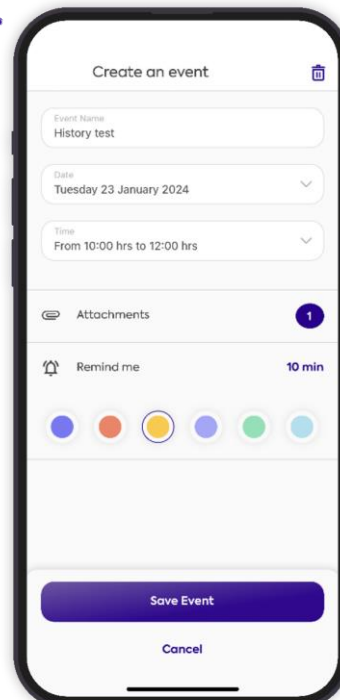 Create an event
Event Name
History test
Date
Tuesday 23 January 2024
Time
From 10:00 hrs to 12:00 hrs
Attachments 1
Remind me 10 min
Save Event
Cancel